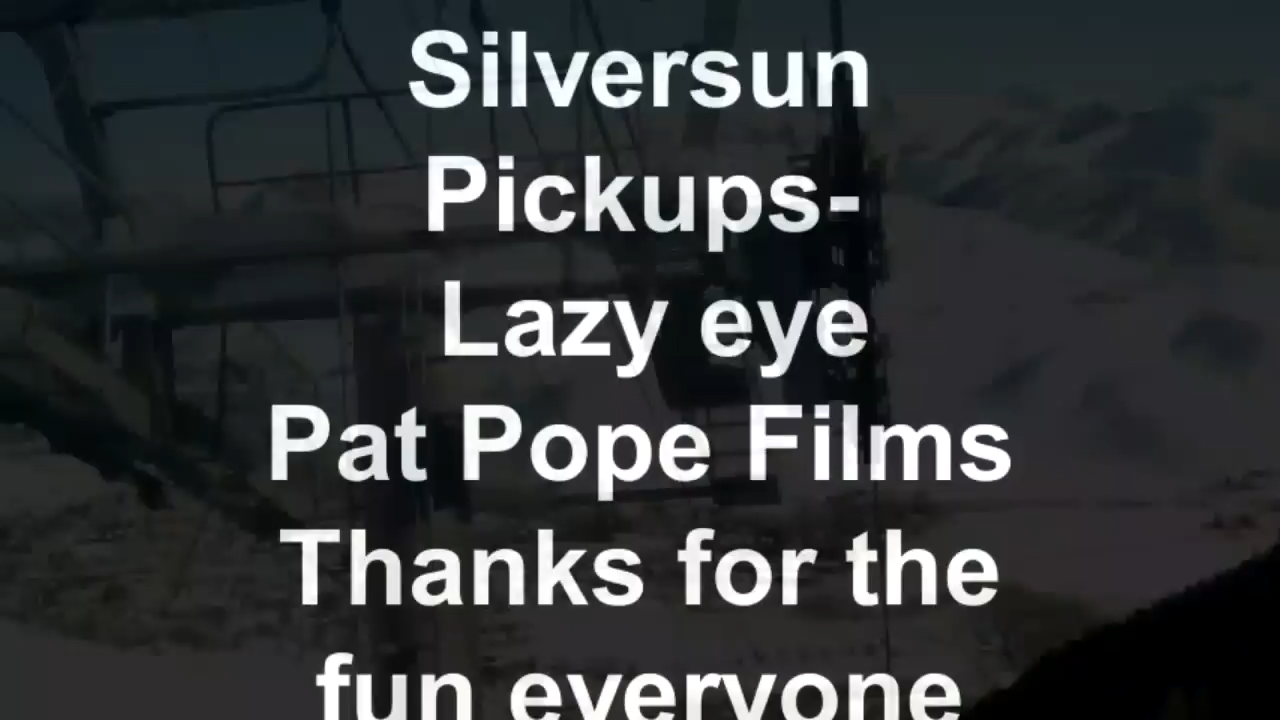 Silversun
Pickups-
Lazy eye
Pat Pope Films
Thanks for the
fun everyone